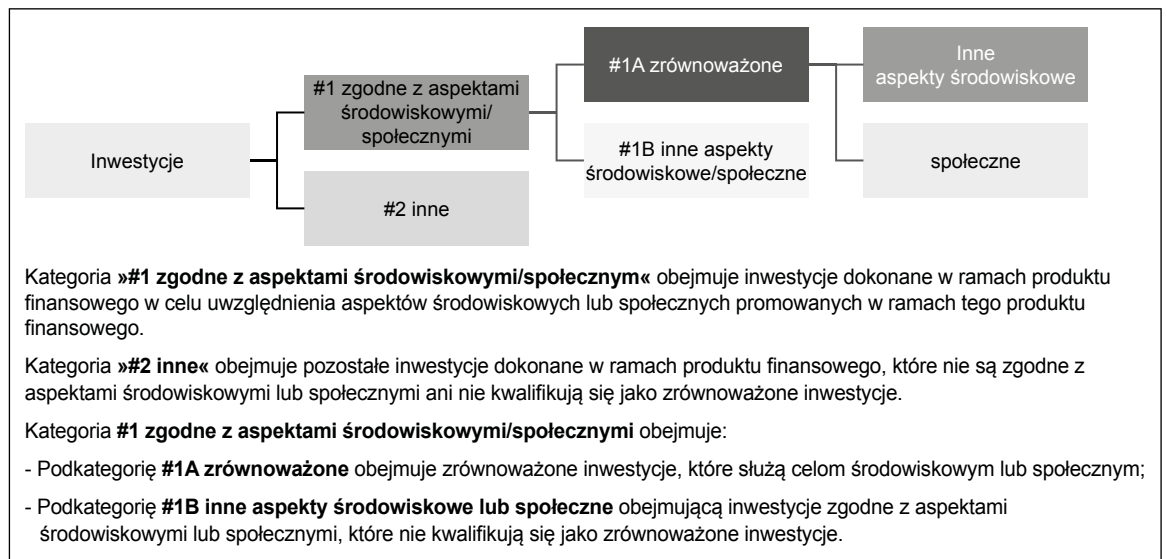 Inwestycje
#1 zgodne z aspektami
środowiskowymi/
społecznymi
#2 inne
#1A zrównoważone
#1B inne aspekty
środowiskowe/społeczne
Inne
aspekty środowiskowe
społeczne
Kategoria »#1 zgodne z aspektami środowiskowymi/społecznym« obejmuje inwestycje dokonane w ramach produktu
finansowego w celu uwzględnienia aspektów środowiskowych lub społecznych promowanych w ramach tego produktu
finansowego.
Kategoria »#2 inne« obejmuje pozostałe inwestycje dokonane w ramach produktu finansowego, które nie są zgodne z
aspektami środowiskowymi lub społecznymi ani nie kwalifikują się jako zrównoważone inwestycje.
Kategoria #1 zgodne z aspektami środowiskowymi/społecznymi obejmuje:
- Podkategorię #1A zrównoważone obejmuje zrównoważone inwestycje, które służą celom środowiskowym lub społecznym;
- Podkategorię #1B inne aspekty środowiskowe lub społeczne obejmującą inwestycje zgodne z aspektami
środowiskowymi lub społecznymi, które nie kwalifikują się jako zrównoważone inwestycje.